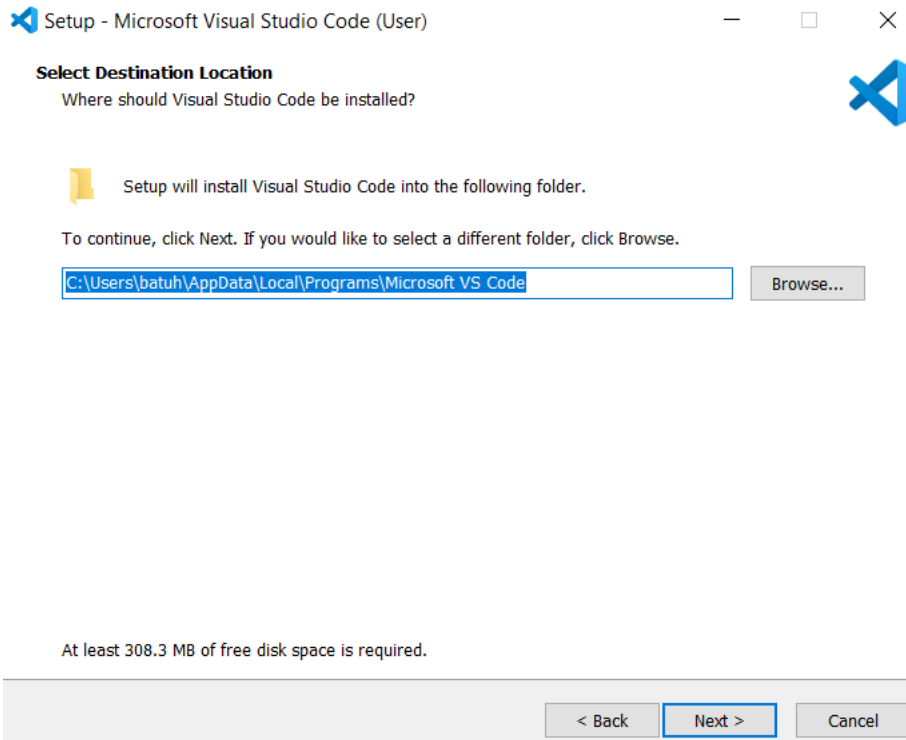 Setup - Microsoft Visual Studio Code (User)
Select Destination Location
Where should Visual Studio Code be installed?
Setup will install Visual Studio Code into the following folder.
To continue, click Next. If you would like to select a different folder, click Browse.
C:\Users\batuh\AppData\Local\Programs\Microsoft VS Code
Browse...
At least 308.3 MB of free disk space is required.
< Back
Next >
Cancel